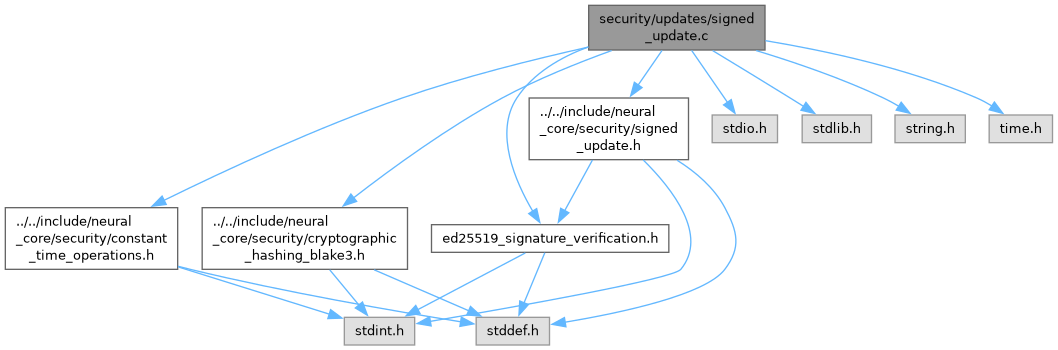 security/updates/signed
_update.c
../../include/neural
_core/security/signed
_update.h
stdio.h
stdlib.h
string.h
time.h
../../include/neural
_core/security/constant
_time_operations.h
../../include/neural
_core/security/cryptographic
_hashing_blake3.h
ed25519_signature_verification.h
stdint.h
stddef.h